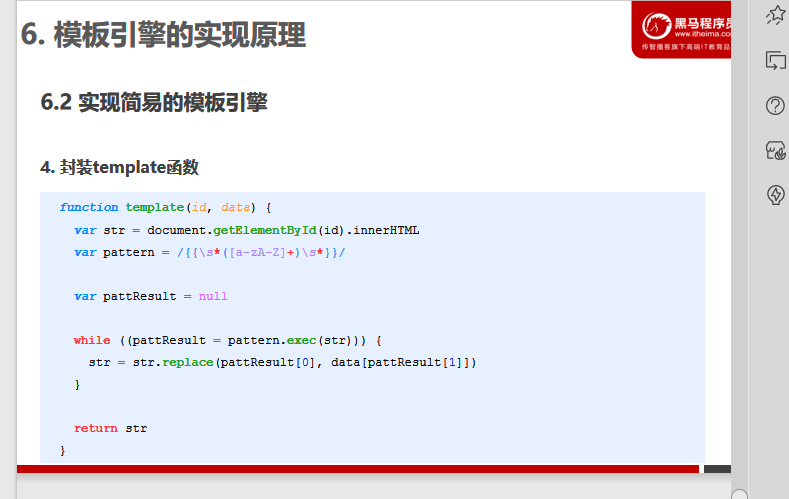 6. 模板引擎的实现原理
黑马程序员
www.itheima.co
传智播客旗下高端IT教育品
6.2 实现简易的模板引擎
4. 封装template函数
function template(id, data) {
var str = document.getElementById(id).innerHTML
var pattern = /{{\s*([a-zA-Z]+)\s*}}/
var pattResult = null
while ((pattResult = pattern.exec(str))) {
str = str.replace(pattResult[0], data[pattResult[1]])
}
return str
}